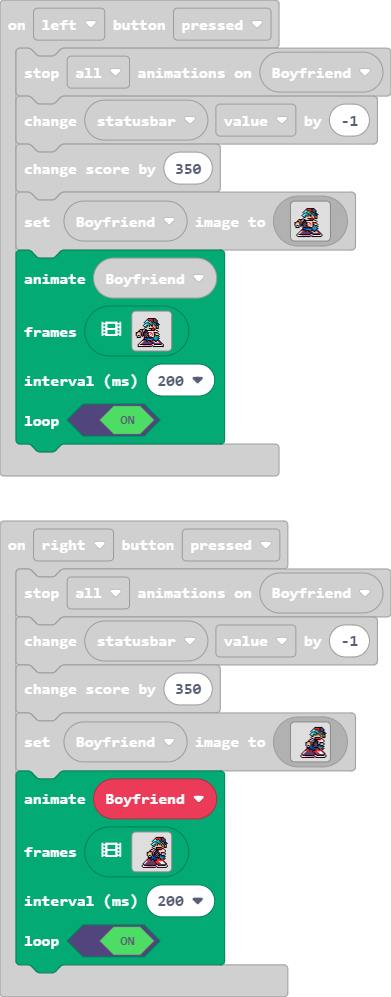 on left button pressed
stop all animations on Boyfriend
change statusbar value by -1
change score by 350
set Boyfriend image to
animate Boyfriend
frames
interval (ms) 200
loop ON
on right button pressed
stop all animations on Boyfriend
change statusbar value by -1
change score by 350
set Boyfriend image to
animate Boyfriend
frames
interval (ms) 200
loop ON